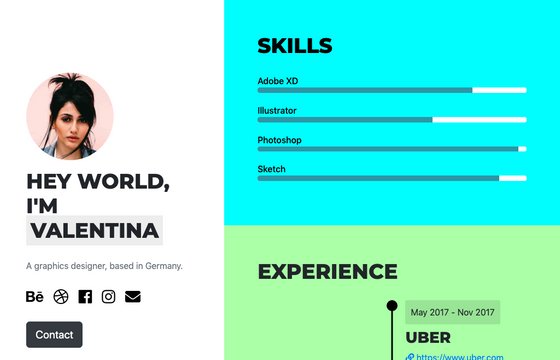 HEY WORLD,
I'M
VALENTINA
A graphics designer, based in Germany.
Contact
SKILLS
Adobe XD
Illustrator
Photoshop
Sketch
EXPERIENCE
May 2017 - Nov 2017
UBER
https://www.uber.com